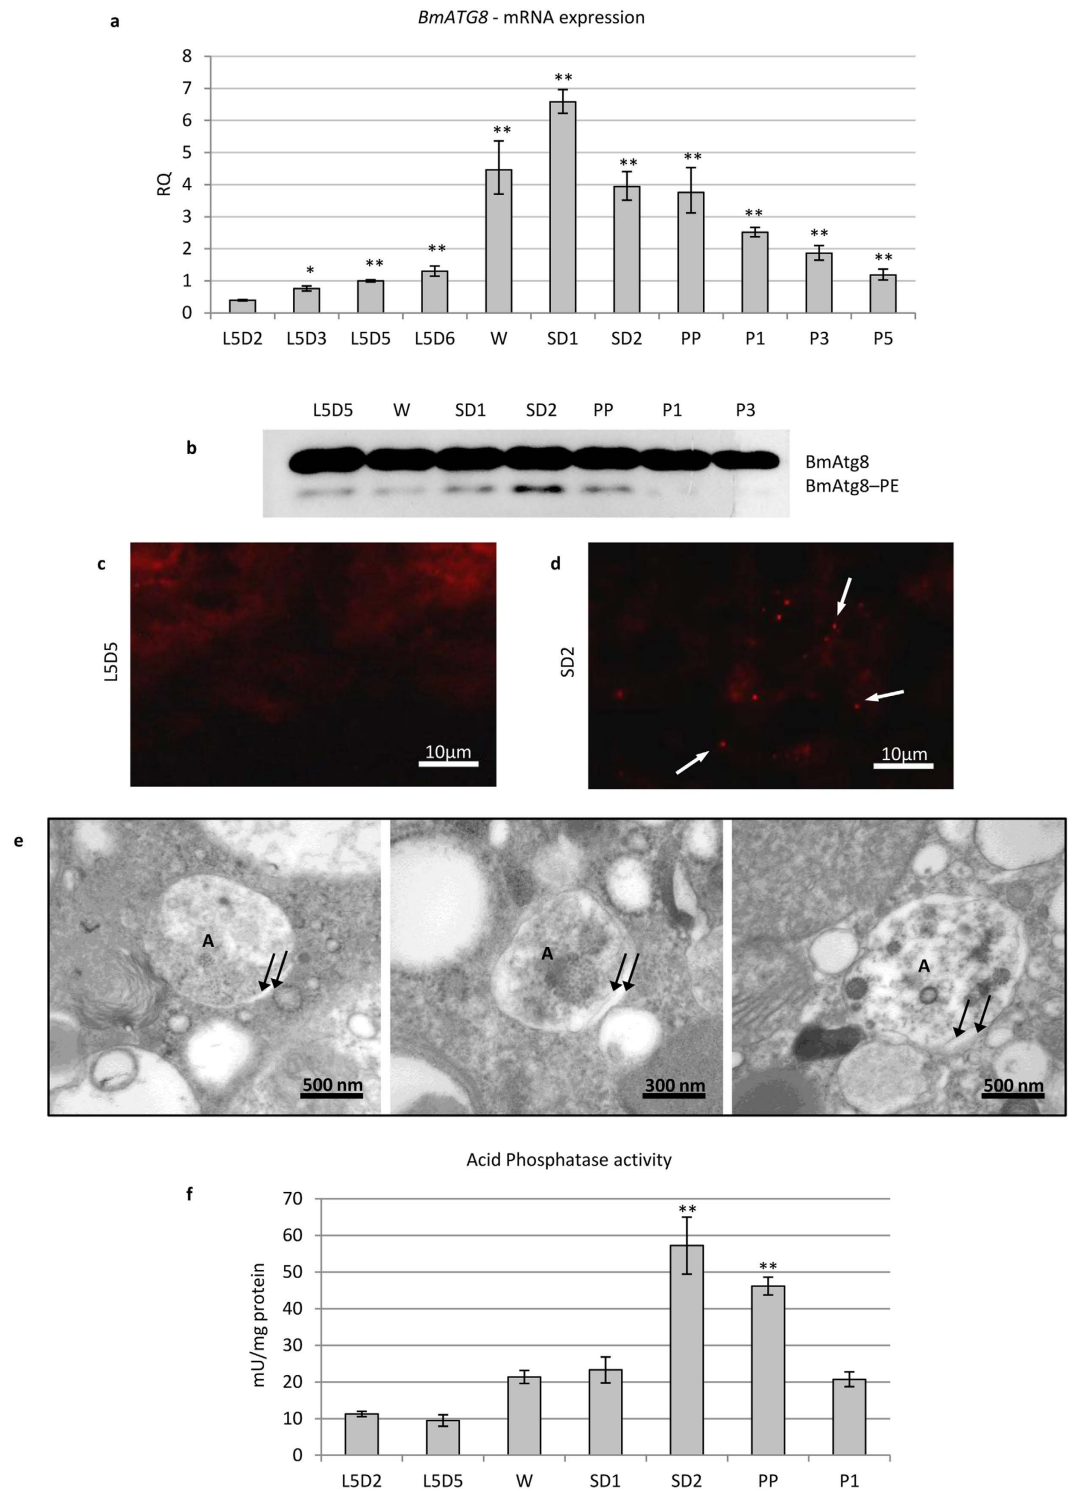 a
BmATG8 - mRNA expression
RQ
8
7
6
5
4
3
2
1
0
* ** ** ** ** ** ** ** ** **
L5D2 L5D3 L5D5 L5D6 W SD1 SD2 PP P1 P3 P5
b
L5D5 W SD1 SD2 PP P1 P3
BmAtg8
BmAtg8–PE
c
L5D5
10µm
d
SD2
10µm
e
A
500 nm
A
300 nm
A
500 nm
f
Acid Phosphatase activity
mU/mg protein
70
60
50
40
30
20
10
0
** **
L5D2 L5D5 W SD1 SD2 PP P1